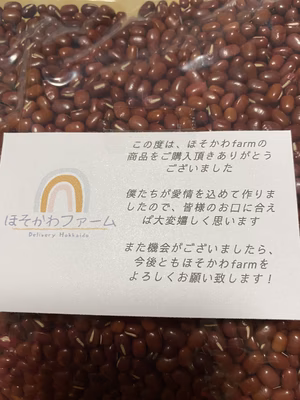 この度は、ほそかわfarmの
商品をご購入頂きありがとう
ございました
僕たちが愛情を込めて作りま
したので、皆様のお口に合え
ば大変嬉しく思います
また機会がございましたら、
今後ともほそかわfarmを
よろしくお願い致します！
ほそかわファーム
Delivery Hokkaido